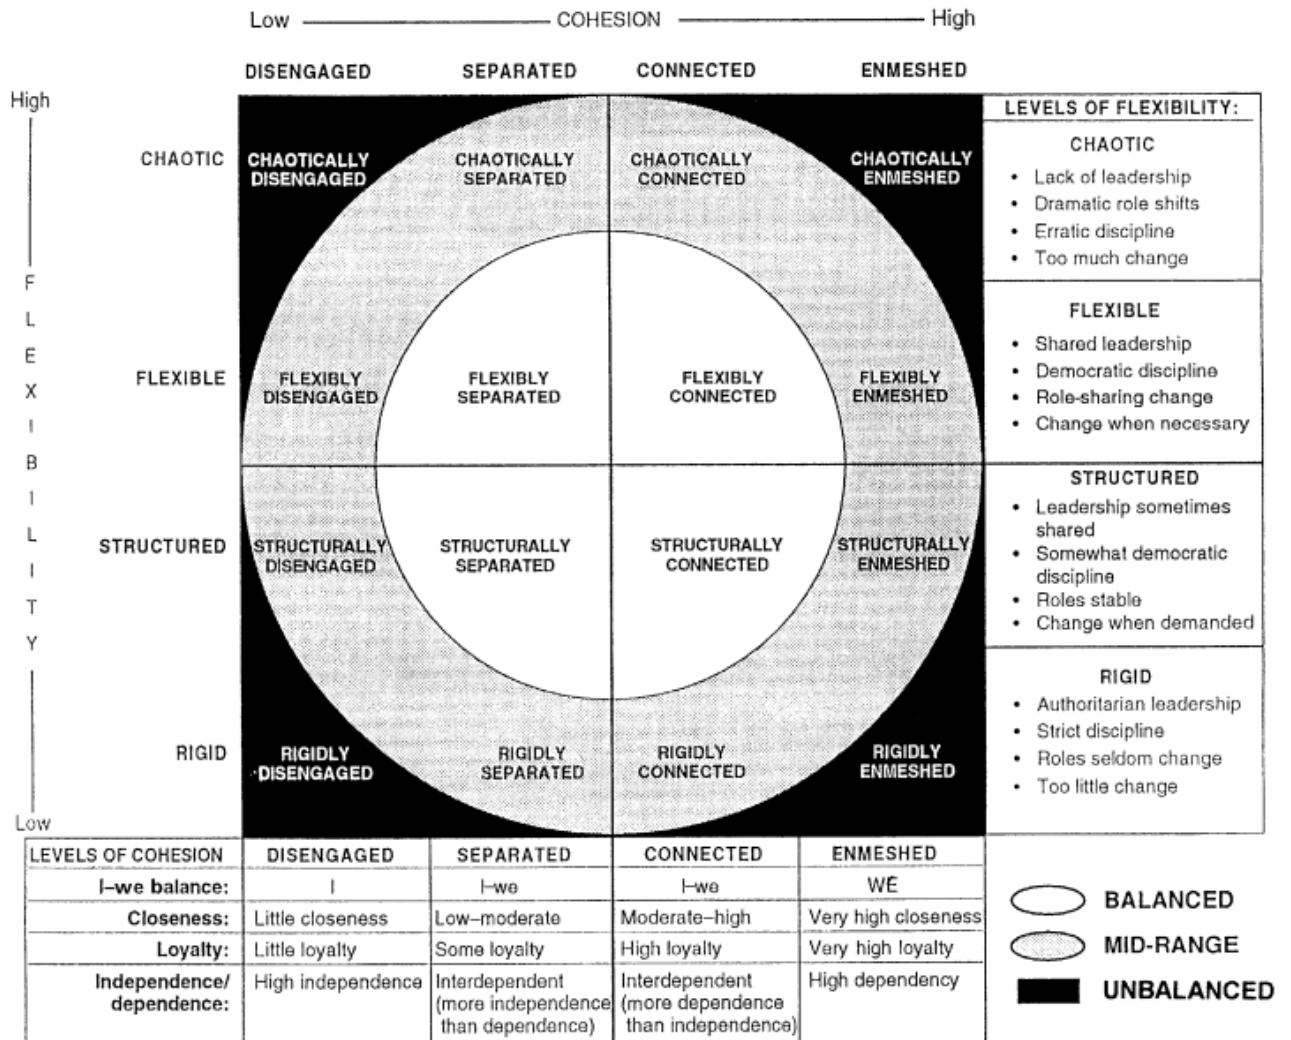 Low COHESION High
DISENGAGED SEPARATED CONNECTED ENMESHED
High
Low
FLEXIBILITY
CHAOTIC
CHAOTICALLY
DISENGAGED
CHAOTICALLY
SEPARATED
CHAOTICALLY
CONNECTED
CHAOTICALLY
ENMESHED
FLEXIBLE
FLEXIBLY
DISENGAGED
FLEXIBLY
SEPARATED
FLEXIBLY
CONNECTED
FLEXIBLY
ENMESHED
STRUCTURED
STRUCTURALLY
DISENGAGED
STRUCTURALLY
SEPARATED
STRUCTURALLY
CONNECTED
STRUCTURALLY
ENMESHED
RIGID
RIGIDLY
DISENGAGED
RIGIDLY
SEPARATED
RIGIDLY
CONNECTED
RIGIDLY
ENMESHED
LEVELS OF FLEXIBILITY:
CHAOTIC
• Lack of leadership
• Dramatic role shifts
• Erratic discipline
• Too much change
FLEXIBLE
• Shared leadership
• Democratic discipline
• Role-sharing change
• Change when necessary
STRUCTURED
• Leadership sometimes
shared
• Somewhat democratic
discipline
• Roles stable
• Change when demanded
RIGID
• Authoritarian leadership
• Strict discipline
• Roles seldom change
• Too little change
LEVELS OF COHESION DISENGAGED SEPARATED CONNECTED ENMESHED
I–we balance: I I–we I–we WE
Closeness: Little closeness Low–moderate Moderate–high Very high closeness
Loyalty: Little loyalty Some loyalty High loyalty Very high loyalty
Independence/
dependence:
High independence
Interdependent
(more independence
than dependence)
Interdependent
(more dependence
than independence)
High dependency
BALANCED
MID-RANGE
UNBALANCED